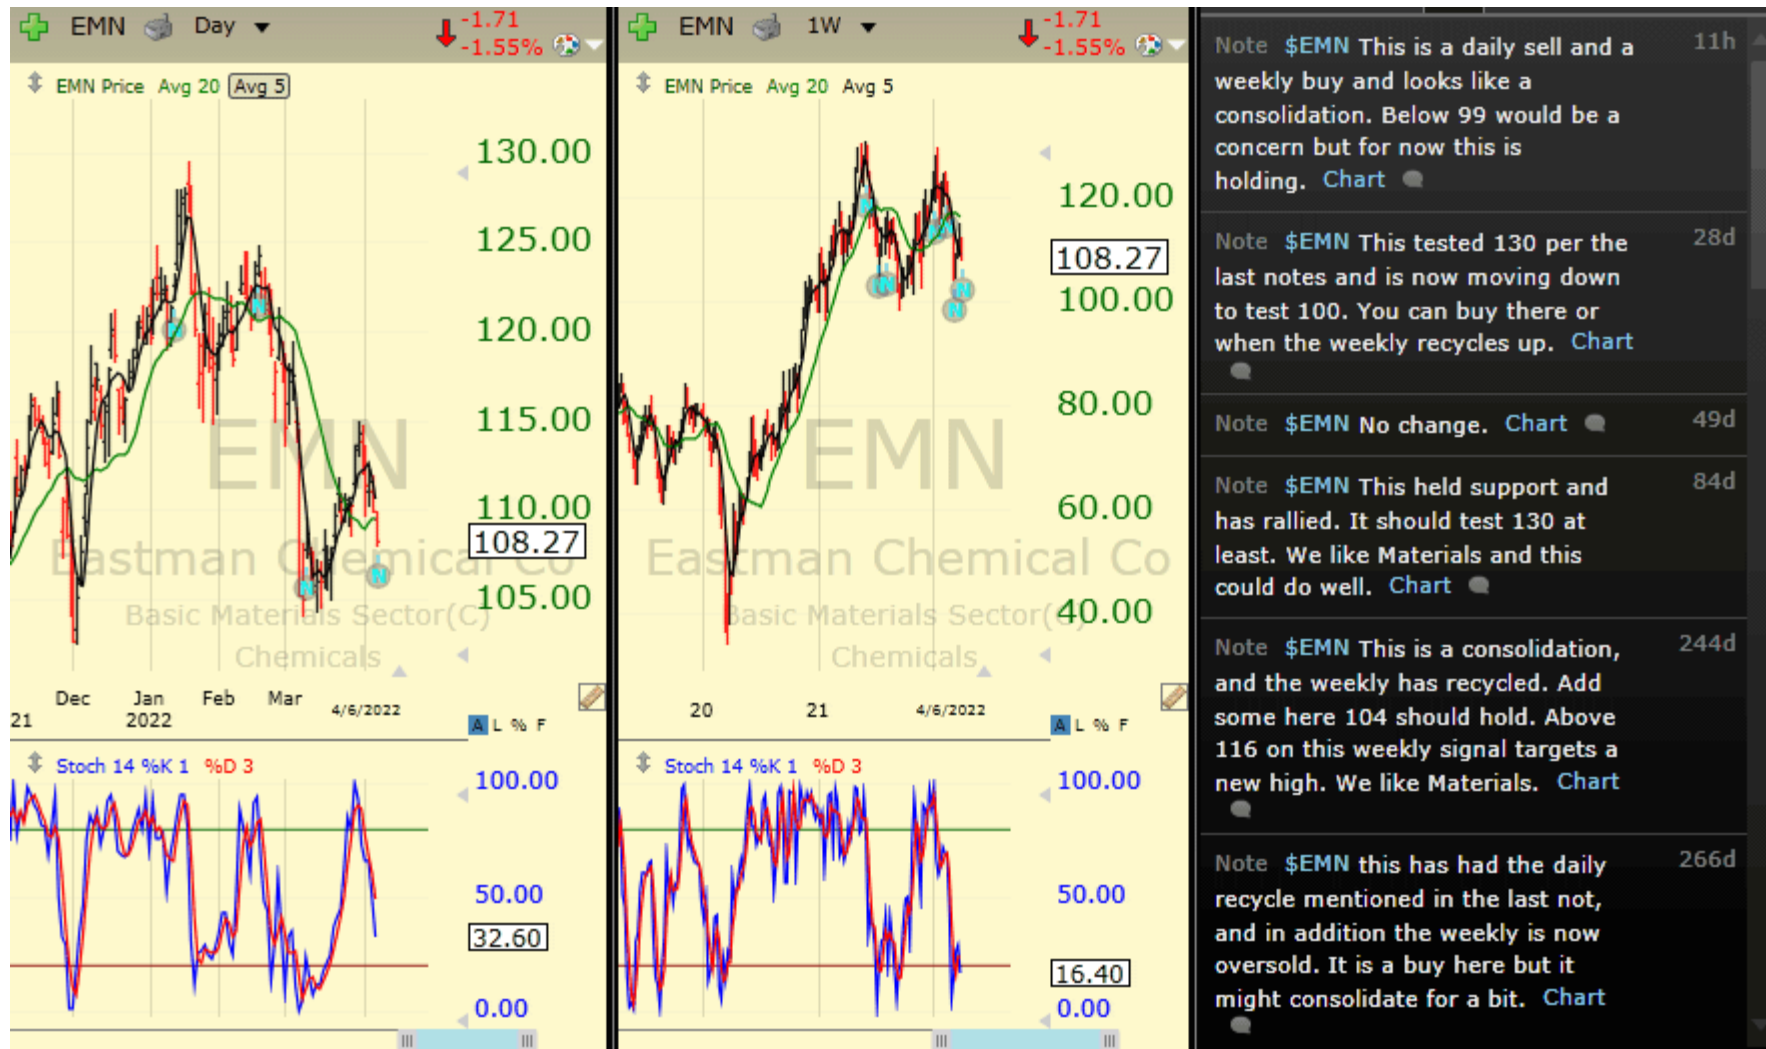 EMN Day
-1.71
-1.55%
EMN Price Avg 20 Avg 5
130.00
125.00
120.00
115.00
110.00
108.27
105.00
EMN
Eastman Chemical Co
Basic Materials Sector(C)
Chemicals
Dec Jan Feb Mar 4/6/2022
21 2022
A L % F
Stoch 14 %K 1 %D 3
100.00
50.00
32.60
0.00
EMN 1W
-1.71
-1.55%
EMN Price Avg 20 Avg 5
120.00
108.27
100.00
80.00
60.00
40.00
EMN
Eastman Chemical Co
Basic Materials Sector(C)
Chemicals
20 21 4/6/2022
A L % F
Stoch 14 %K 1 %D 3
100.00
50.00
16.40
0.00
Note $EMN This is a daily sell and a 11h
weekly buy and looks like a
consolidation. Below 99 would be a
concern but for now this is
holding. Chart
Note $EMN This tested 130 per the 28d
last notes and is now moving down
to test 100. You can buy there or
when the weekly recycles up. Chart
Note $EMN No change. Chart 49d
Note $EMN This held support and 84d
has rallied. It should test 130 at
least. We like Materials and this
could do well. Chart
Note $EMN This is a consolidation, 244d
and the weekly has recycled. Add
some here 104 should hold. Above
116 on this weekly signal targets a
new high. We like Materials. Chart
Note $EMN this has had the daily 266d
recycle mentioned in the last not,
and in addition the weekly is now
oversold. It is a buy here but it
might consolidate for a bit. Chart